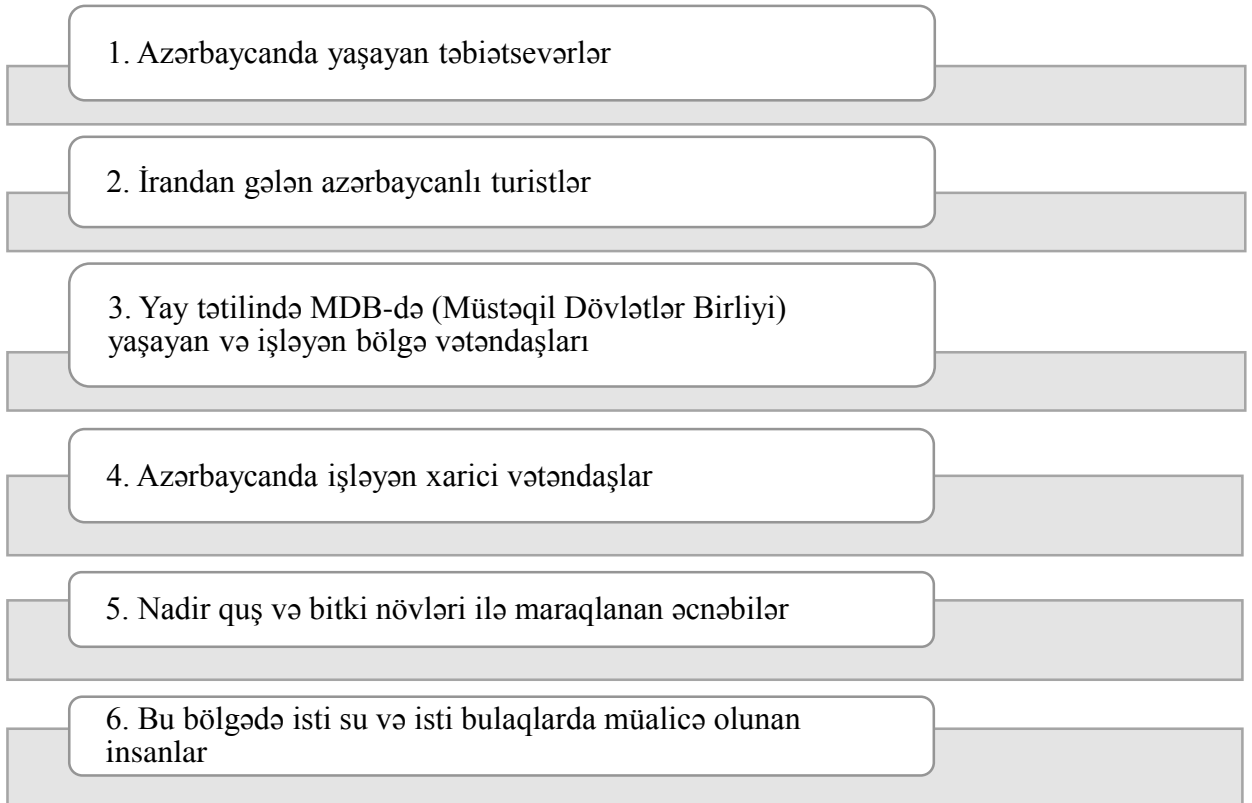 1. Azərbaycanda yaşayan təbiətsevərlər
2. İrandan gələn azərbaycanlı turistlər
3. Yay tətilində MDB-də (Müstəqil Dövlətlər Birliyi)
yaşayan və işləyən bölgə vətəndaşları
4. Azərbaycanda işləyən xarici vətəndaşlar
5. Nadir quş və bitki növləri ilə maraqlanan əcnəbilər
6. Bu bölgədə isti su və isti bulaqlarda müalicə olunan
insanlar